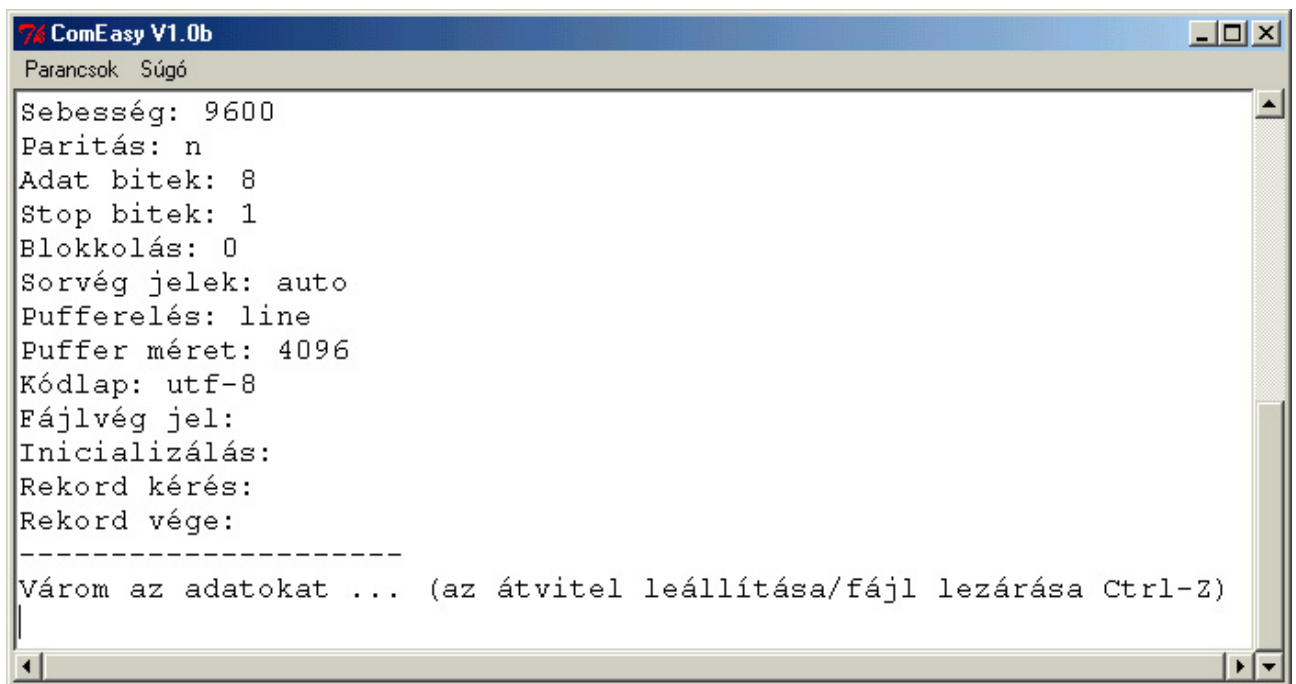 ComEasy V1.0b
Parancsok Súgó
Sebesség: 9600
Paritás: n
Adat bitek: 8
Stop bitek: 1
Blokkolás: 0
Sorvég jelek: auto
Pufferelés: line
Puffer méret: 4096
Kódlap: utf-8
Fájlvég jel:
Inicializálás:
Rekord kérés:
Rekord vége:
---------------------
Várom az adatokat ... (az átvitel leállítása/fájl lezárása Ctrl-Z)